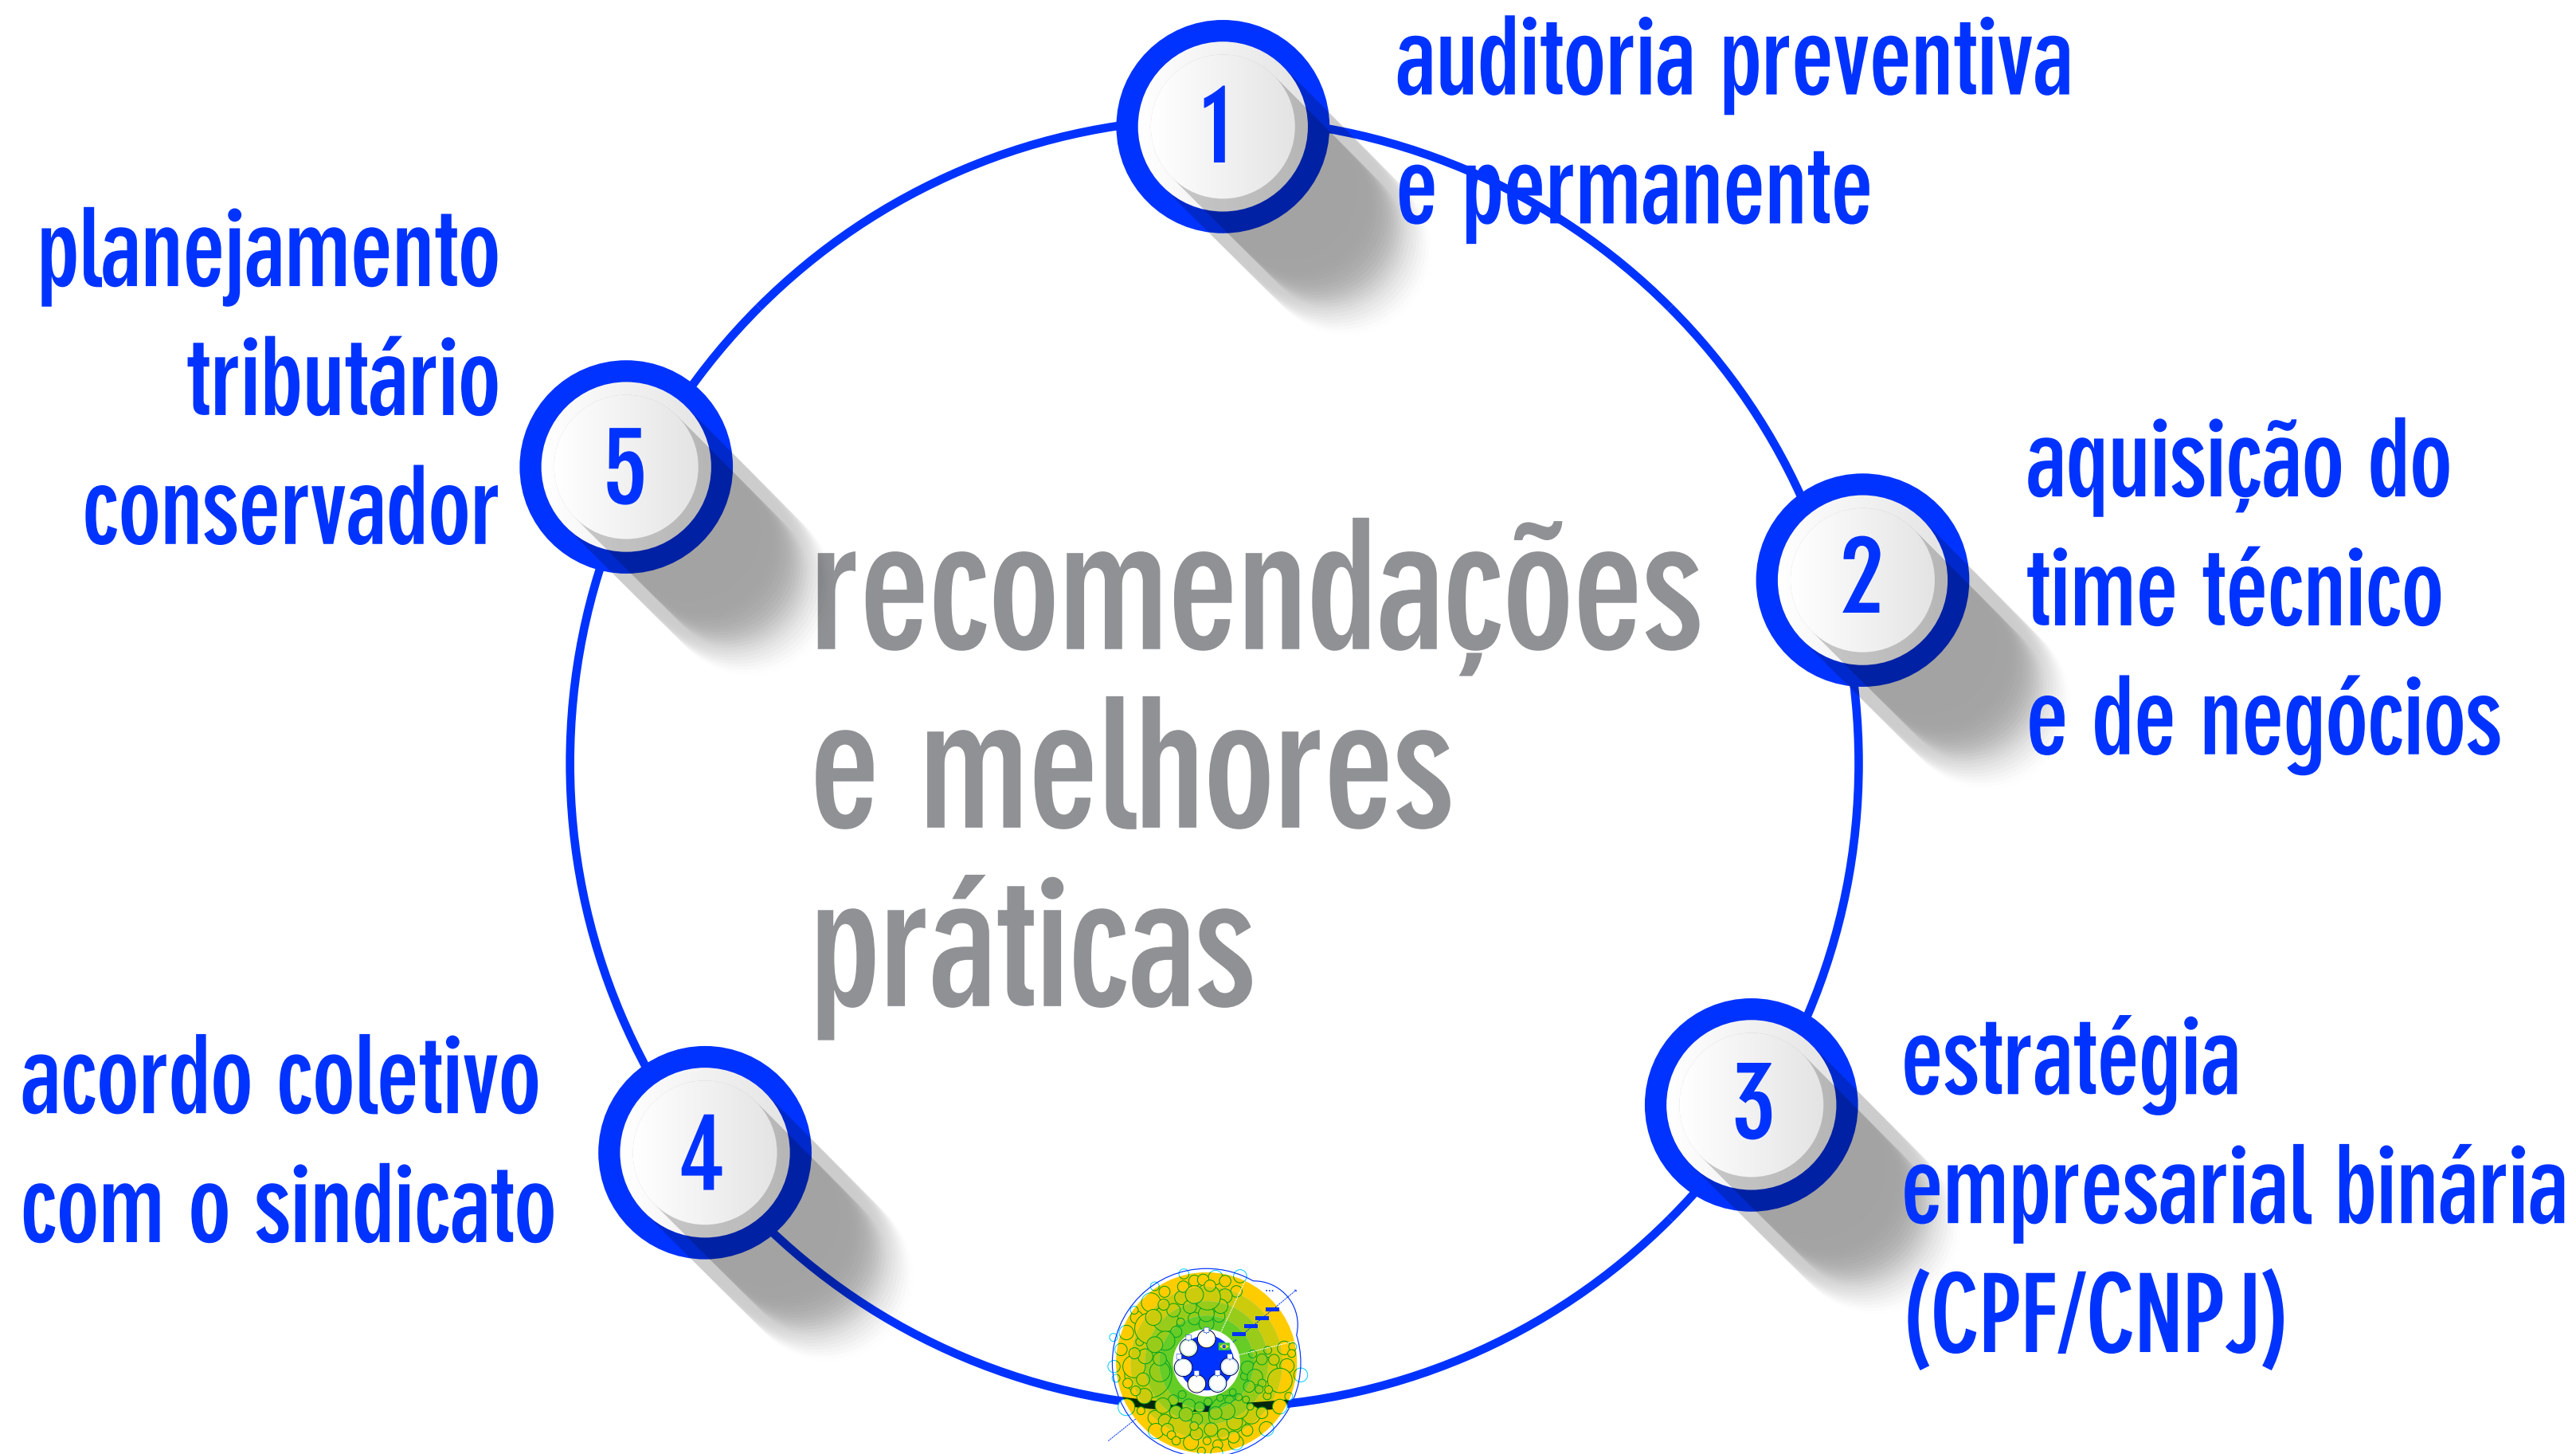 1
auditoria preventiva
e permanente
2
aquisição do
time técnico
e de negócios
3
estratégia
empresarial binária
(CPF/CNPJ)
4
acordo coletivo
com o sindicato
5
planejamento
tributário
conservador
recomendações
e melhores
práticas